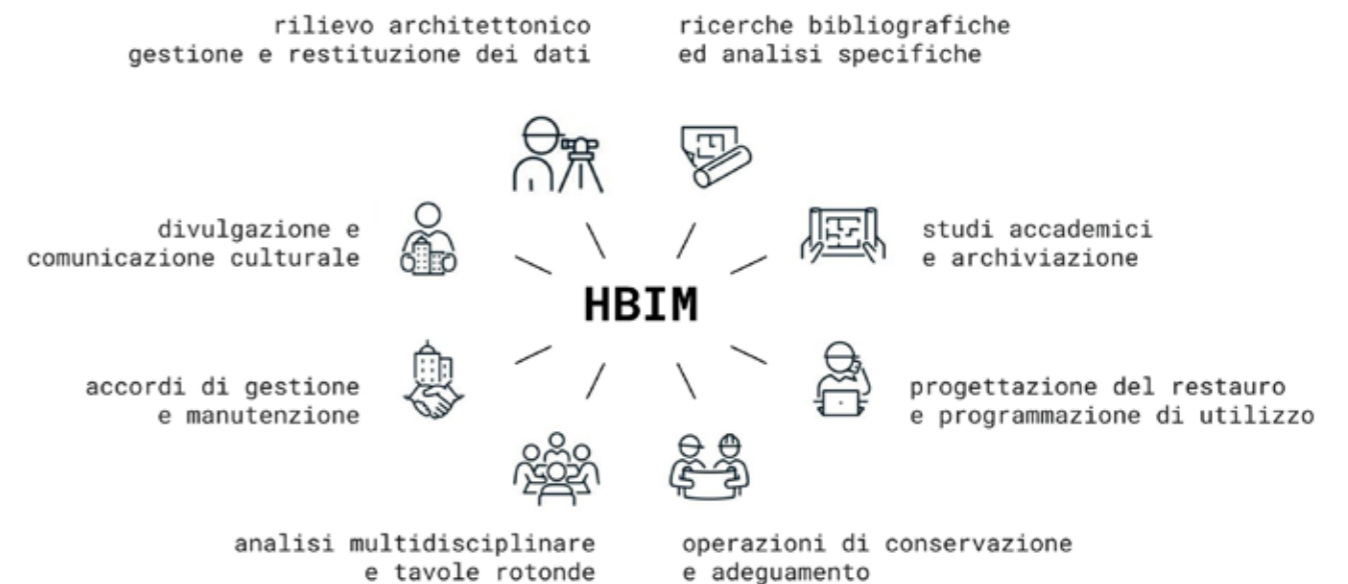 rilievo architettonico
gestione e restituzione dei dati
ricerche bibliografiche
ed analisi specifiche
divulgazione e
comunicazione culturale
studi accademici
e archiviazione
HBIM
accordi di gestione
e manutenzione
progettazione del restauro
e programmazione di utilizzo
analisi multidisciplinare
e tavole rotonde
operazioni di conservazione
e adeguamento